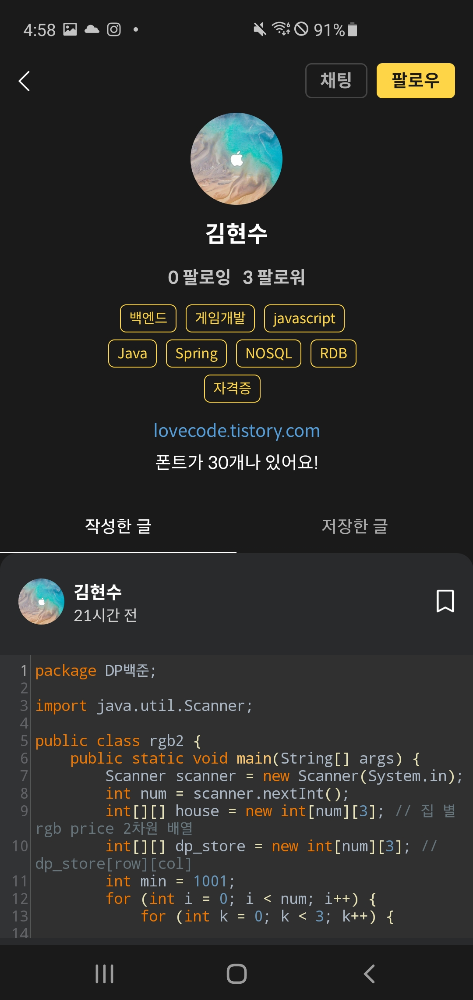 4:58 91%
채팅 팔로우
김현수
0 팔로잉 3 팔로워
백엔드 게임개발 javascript
Java Spring NOSQL RDB
자격증
lovecode.tistory.com
폰트가 30개나 있어요!
작성한 글 저장한 글
김현수
21시간 전
1 package DP백준;
2
3 import java.util.Scanner;
4
5 public class rgb2 {
6 public static void main(String[] args) {
7 Scanner scanner = new Scanner(System.in);
8 int num = scanner.nextInt();
9 int[][] house = new int[num][3]; // 집 별
rgb price 2차원 배열
10 int[][] dp_store = new int[num][3]; //
dp_store[row][col]
11 int min = 1001;
12 for (int i = 0; i < num; i++) {
13 for (int k = 0; k < 3; k++) {
14